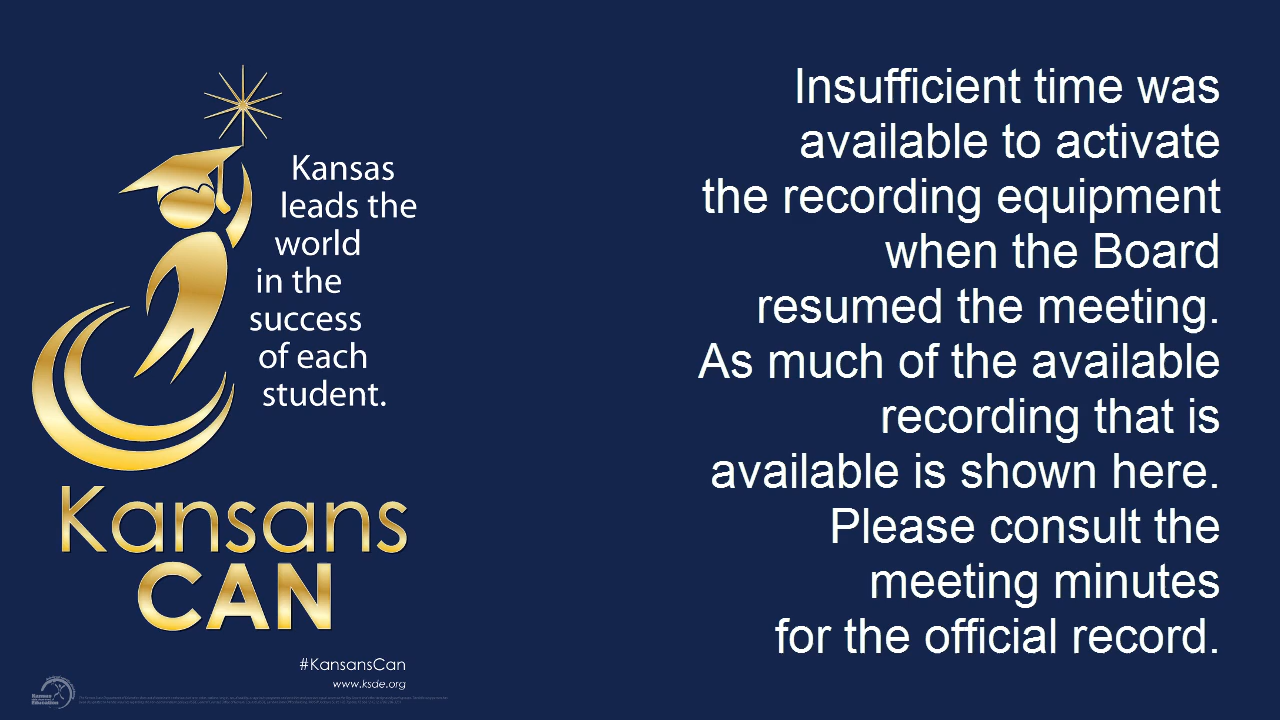 Kansas
leads the
world
in the
success
of each
student.
Kansans
CAN
#KansansCan
www.ksde.org
Kansas
Education
Insufficient time was
available to activate
the recording equipment
when the Board
resumed the meeting.
As much of the available
recording that is
available is shown here.
Please consult the
meeting minutes
for the official record.